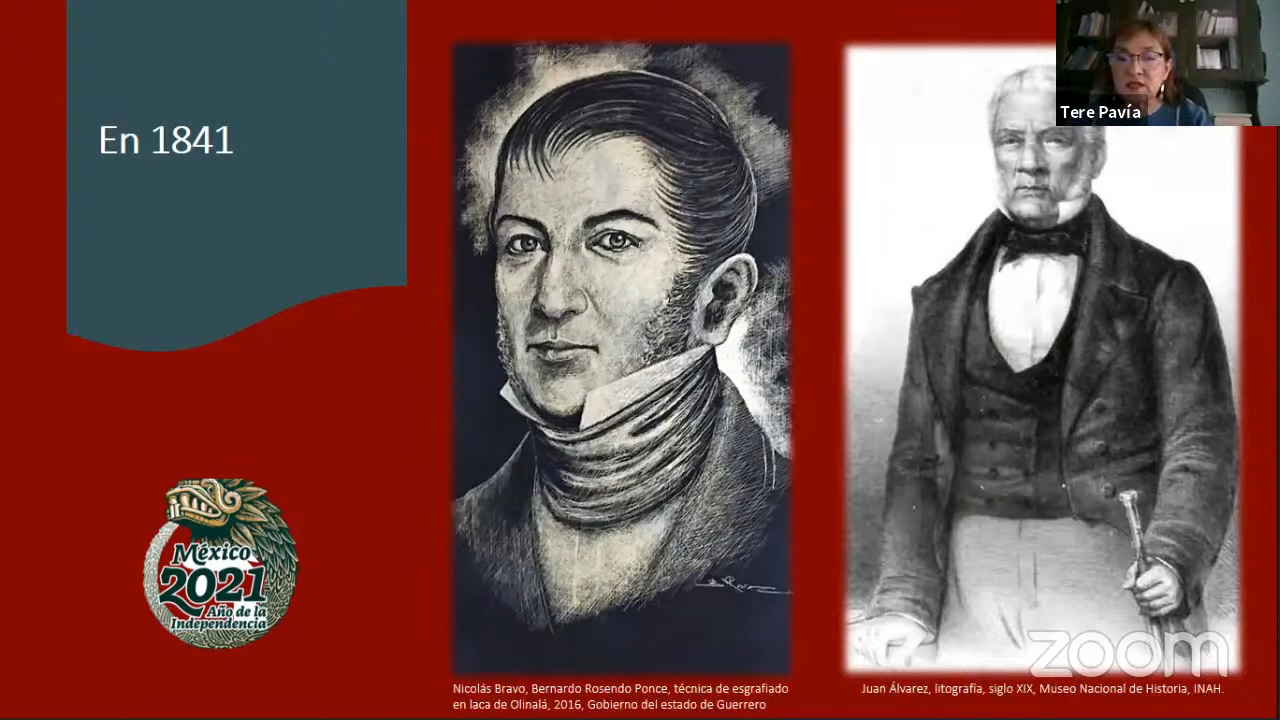 En 1841
Tere Pavía
México
2021
Año de la
Independencia
zoom
Nicolás Bravo, Bernardo Rosendo Ponce, técnica de esgrafiado
en laca de Olinalá, 2016, Gobierno del estado de Guerrero
Juan Álvarez, litografía, siglo XIX, Museo Nacional de Historia, INAH.